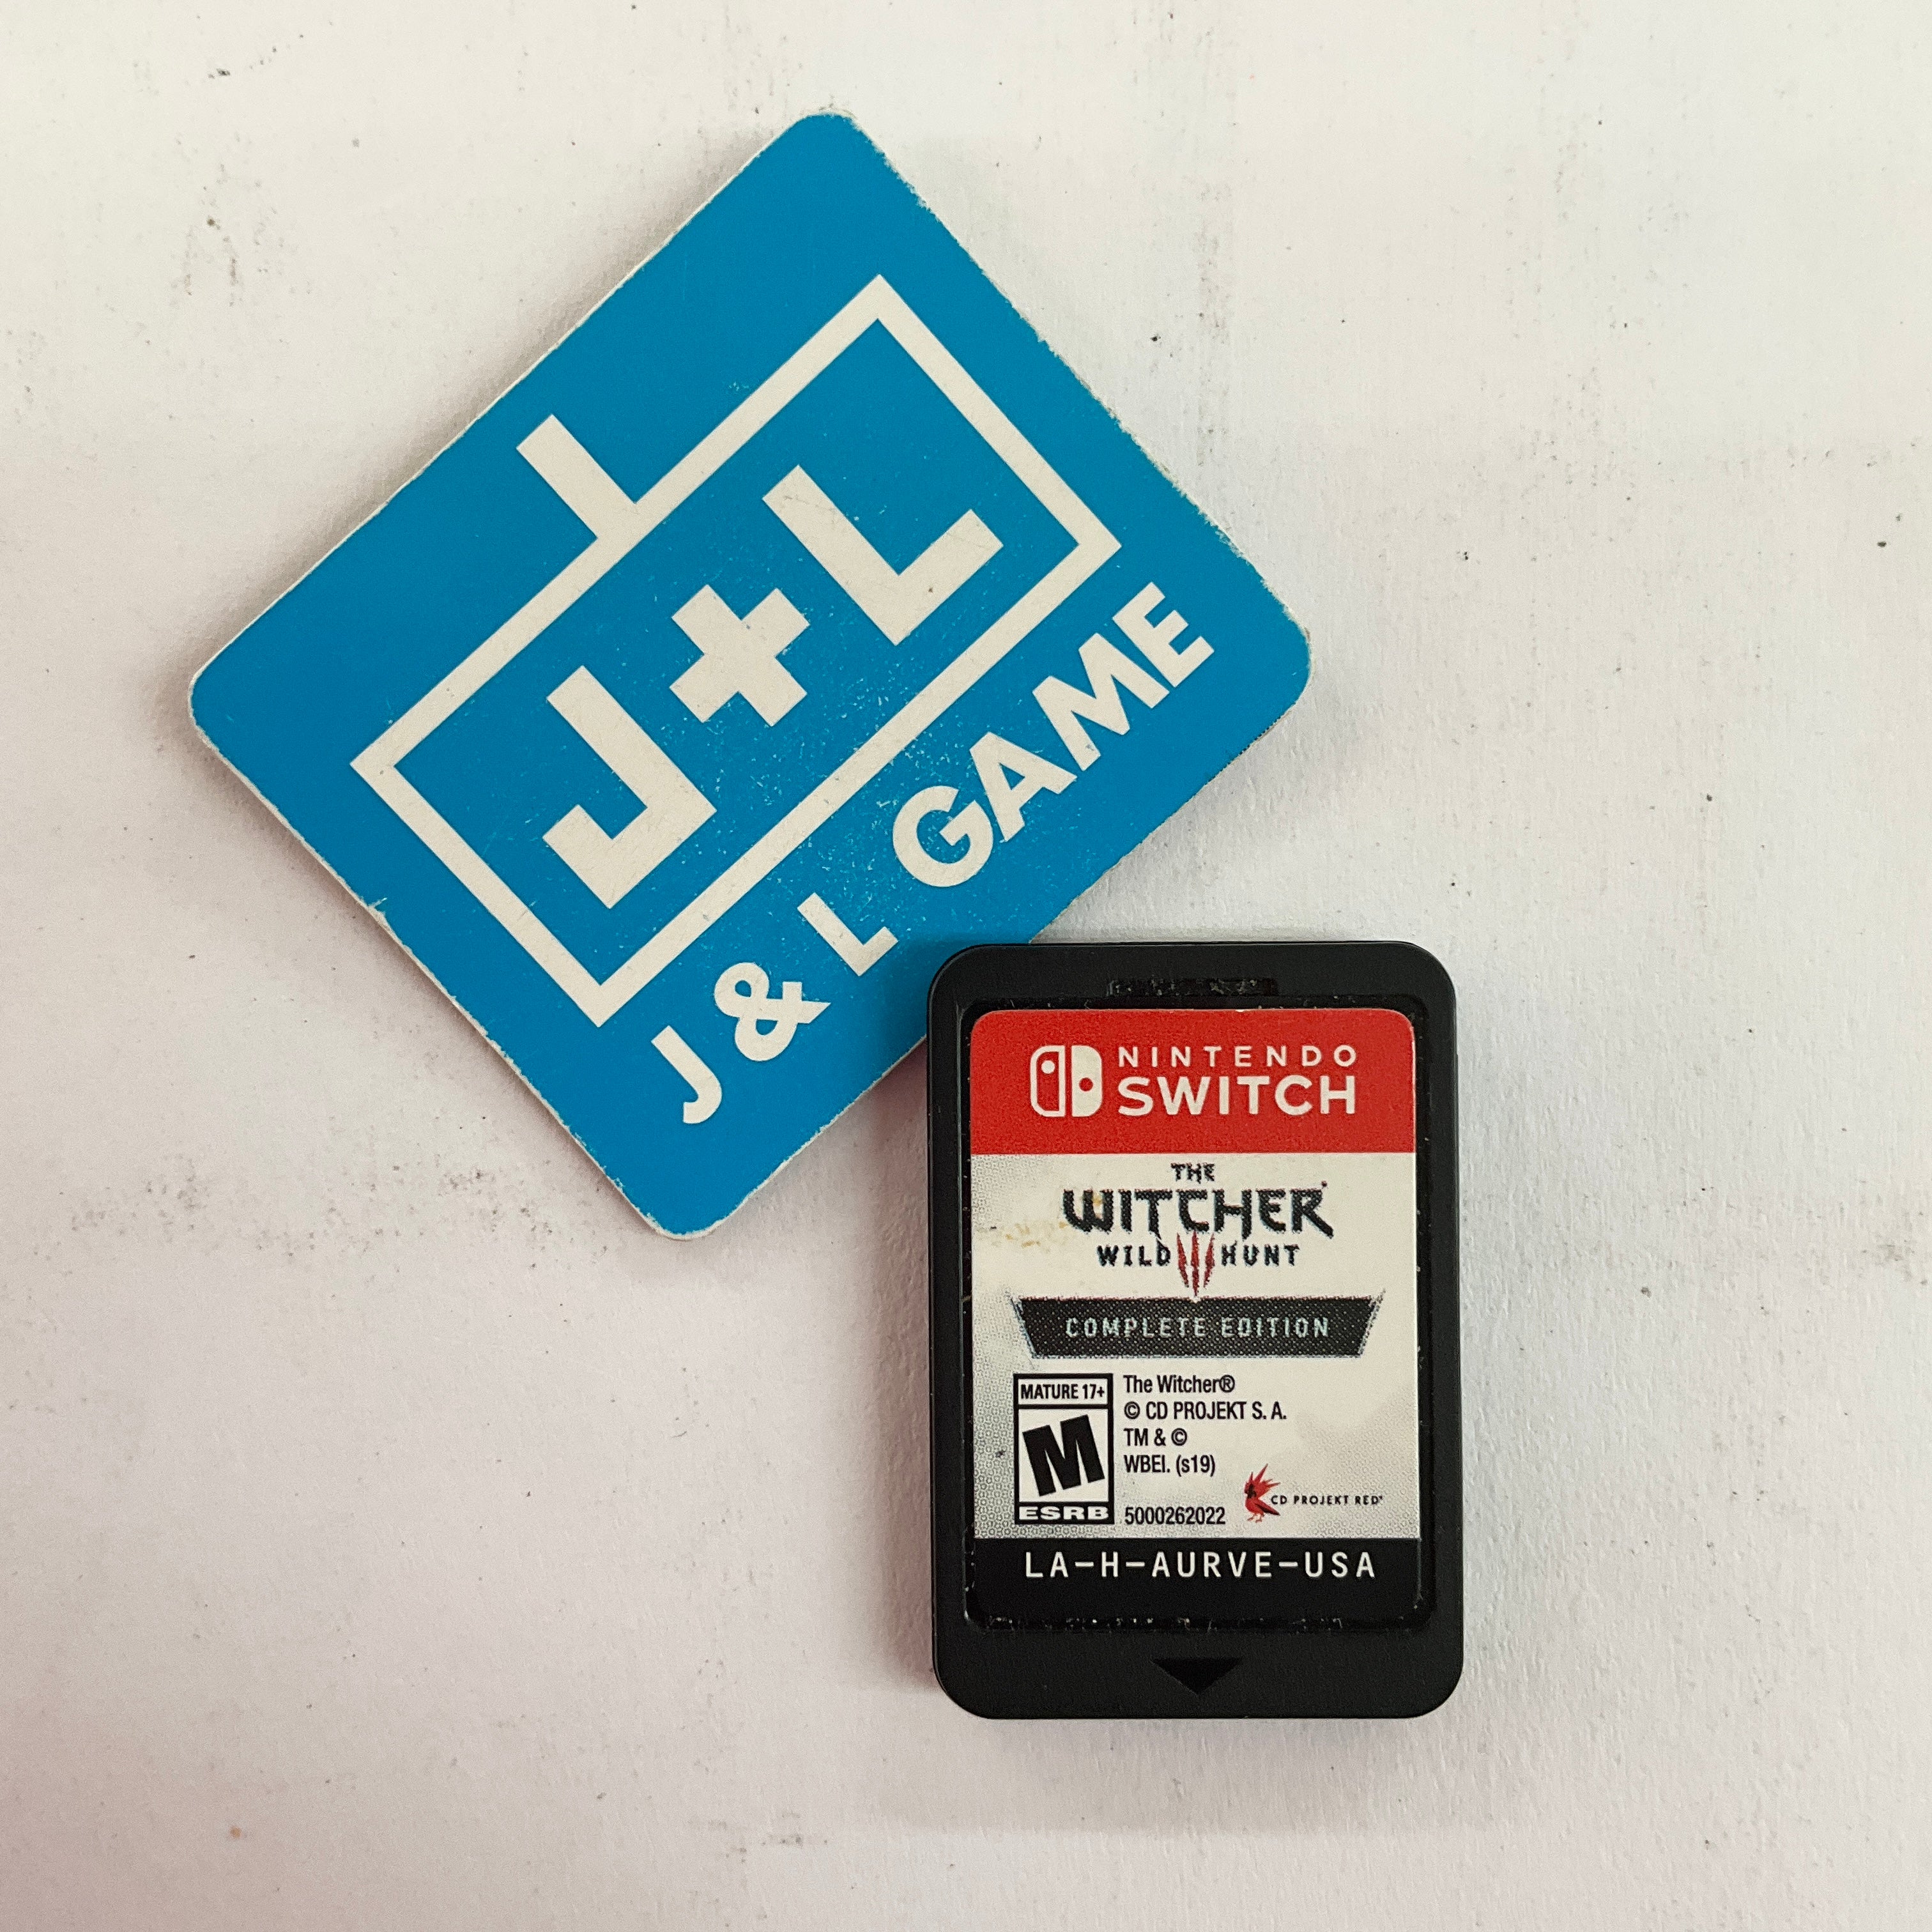 J+L
J & L GAME
NINTENDO
SWITCH
THE
WITCHER
WILD III HUNT
COMPLETE EDITION
MATURE 17+
M
ESRB
The Witcher®
© CD PROJEKT S. A.
TM & ©
WBEI. (s19)
5000262022
CD PROJEKT RED®
LA-H-AURVE-USA